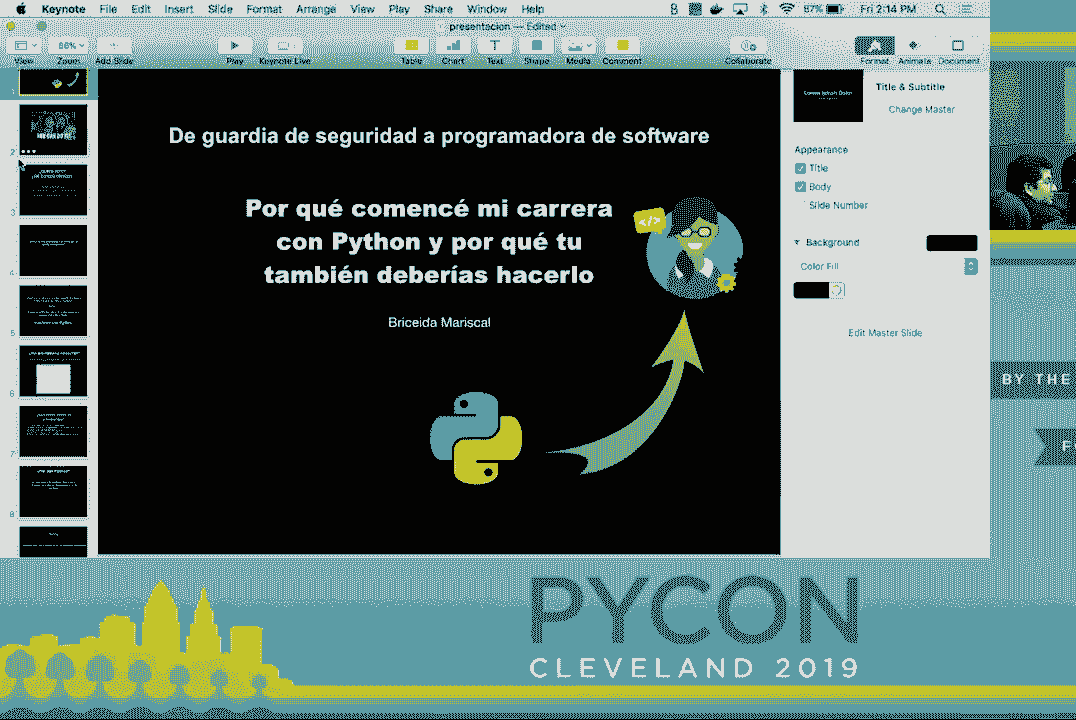 Keynote File Edit Insert Slide Format Arrange View Play Share Window Help 87% Fri 2:14 PM
presentacion — Edited
86%
View Zoom Add Slide Play Keynote Live Table Chart Text Shape Media Comment Collaborate Format Animate Document
1
2
3
4
5
6
7
8
De guardia de seguridad a programadora de software
Por qué comencé mi carrera
con Python y por qué tu
también deberías hacerlo
</>
Briceida Mariscal
Title & Subtitle
Change Master
Appearance
Title
Body
Slide Number
Background
Color Fill
Edit Master Slide
BY THE
F
PYCON
CLEVELAND 2019